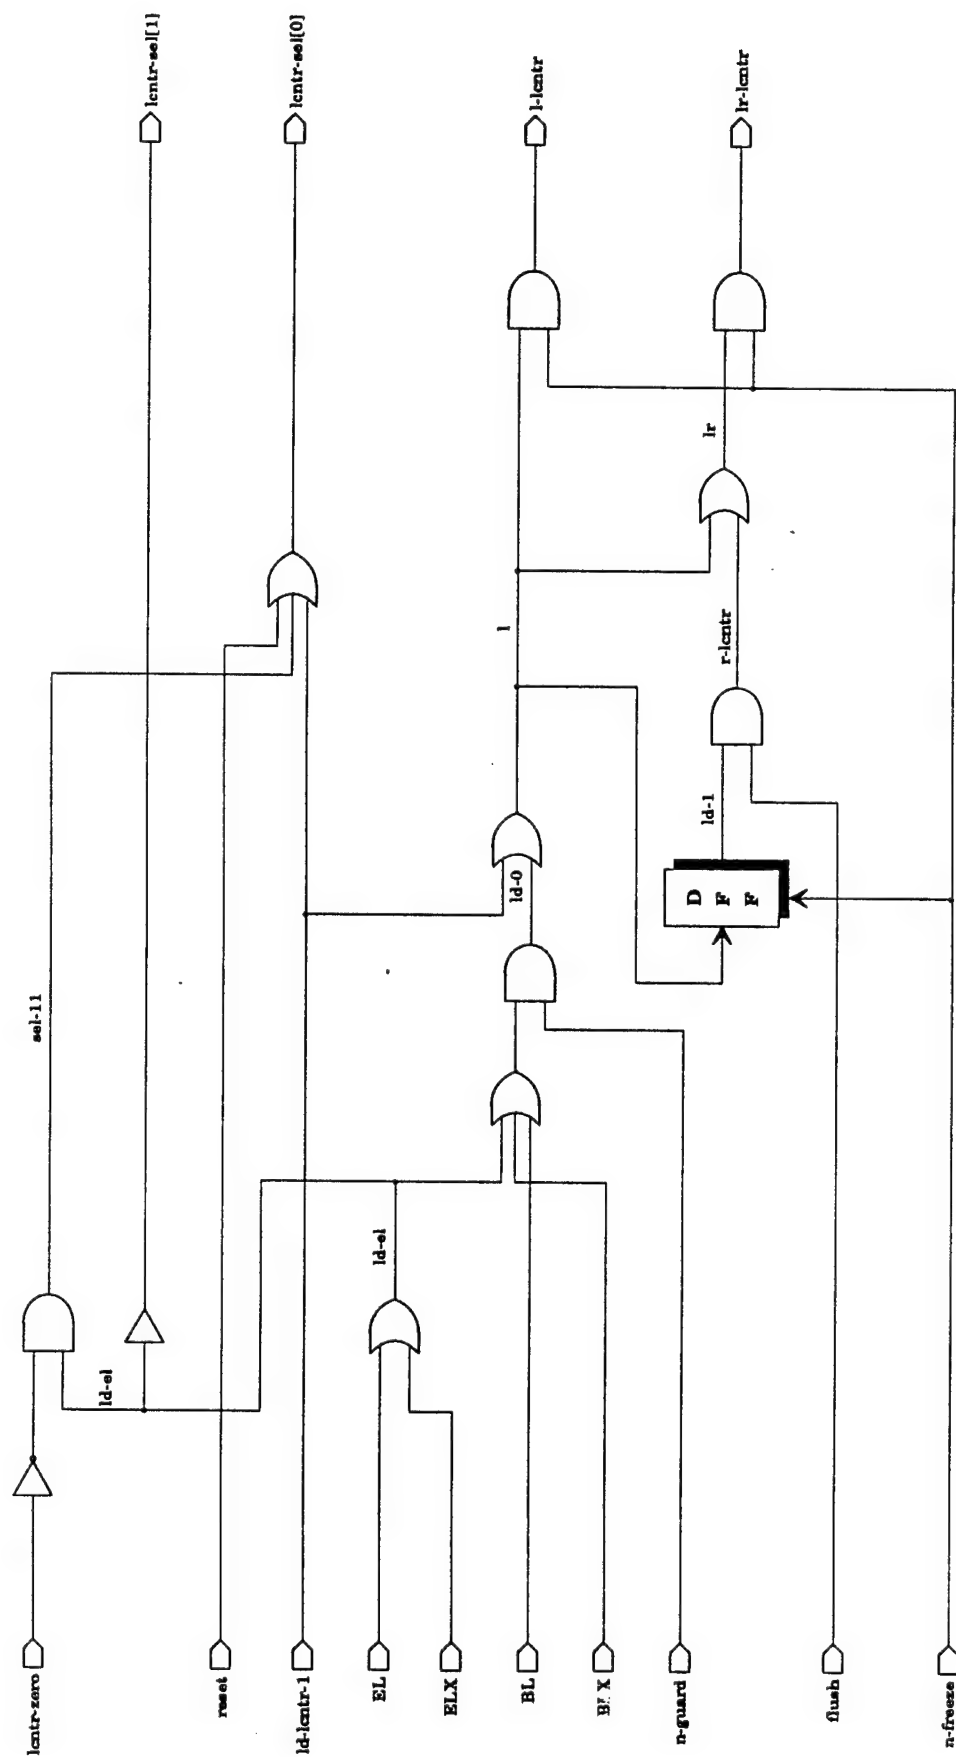 lcntr-sel[1]
lcntr-sel[0]
l-lcntr
lr-lcntr
lr
l
r-lcntr
ld-1
ld-0
D
F
F
sel-11
ld-el
ld-el
lcntr-zero
reset
ld-lcntr-1
EL
ELX
BL
n-guard
flush
n-freeze